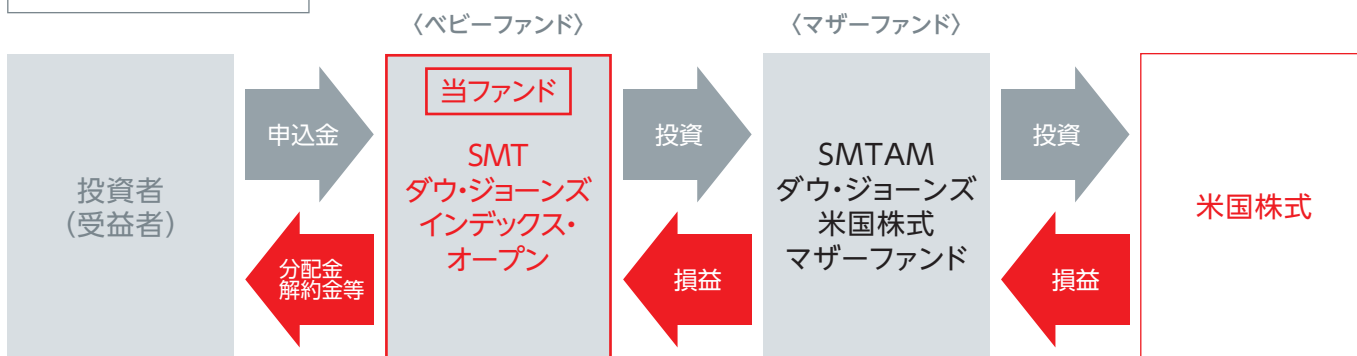 〈ベビーファンド〉
〈マザーファンド〉
投資者
(受益者)
申込金
分配金
解約金等
当ファンド
SMT
ダウ・ジョーンズ
インデックス・
オープン
投資
損益
SMTAM
ダウ・ジョーンズ
米国株式
マザーファンド
投資
損益
米国株式